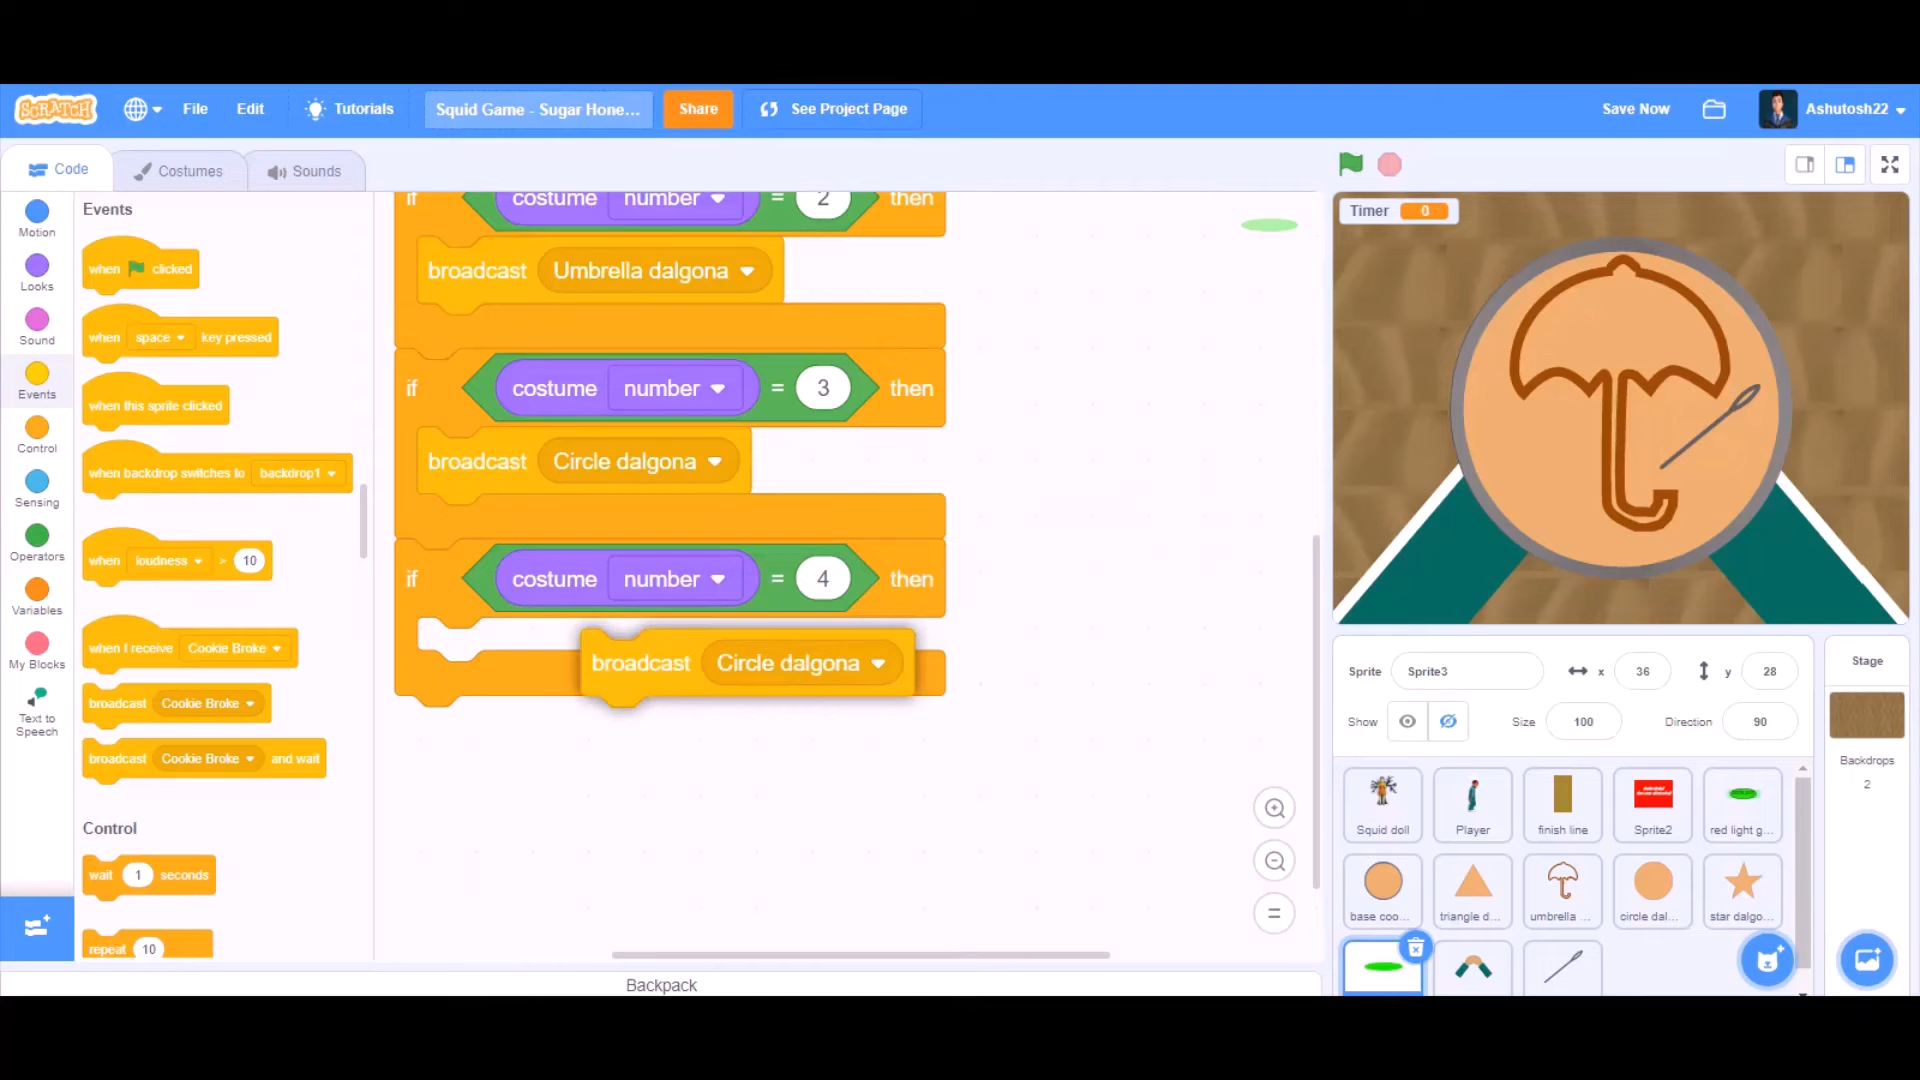 SCRATCH
File
Edit
Tutorials
Squid Game - Sugar Hone...
Share
See Project Page
Save Now
Ashutosh22
Code
Costumes
Sounds
Motion
Looks
Sound
Events
Control
Sensing
Operators
Variables
My Blocks
Text to
Speech
Events
when clicked
when space key pressed
when this sprite clicked
when backdrop switches to backdrop1
when loudness > 10
when I receive Cookie Broke
broadcast Cookie Broke
broadcast Cookie Broke and wait
Control
wait 1 seconds
repeat 10
if costume number = 2 then
broadcast Umbrella dalgona
if costume number = 3 then
broadcast Circle dalgona
if costume number = 4 then
broadcast Circle dalgona
=
Backpack
Timer 0
Sprite Sprite3 x 36 y 28
Show Size 100 Direction 90
Squid doll
Player
finish line
Sprite2
red light g...
base coo...
triangle d...
umbrella ...
circle dal...
star dalgo...
Stage
Backdrops
2